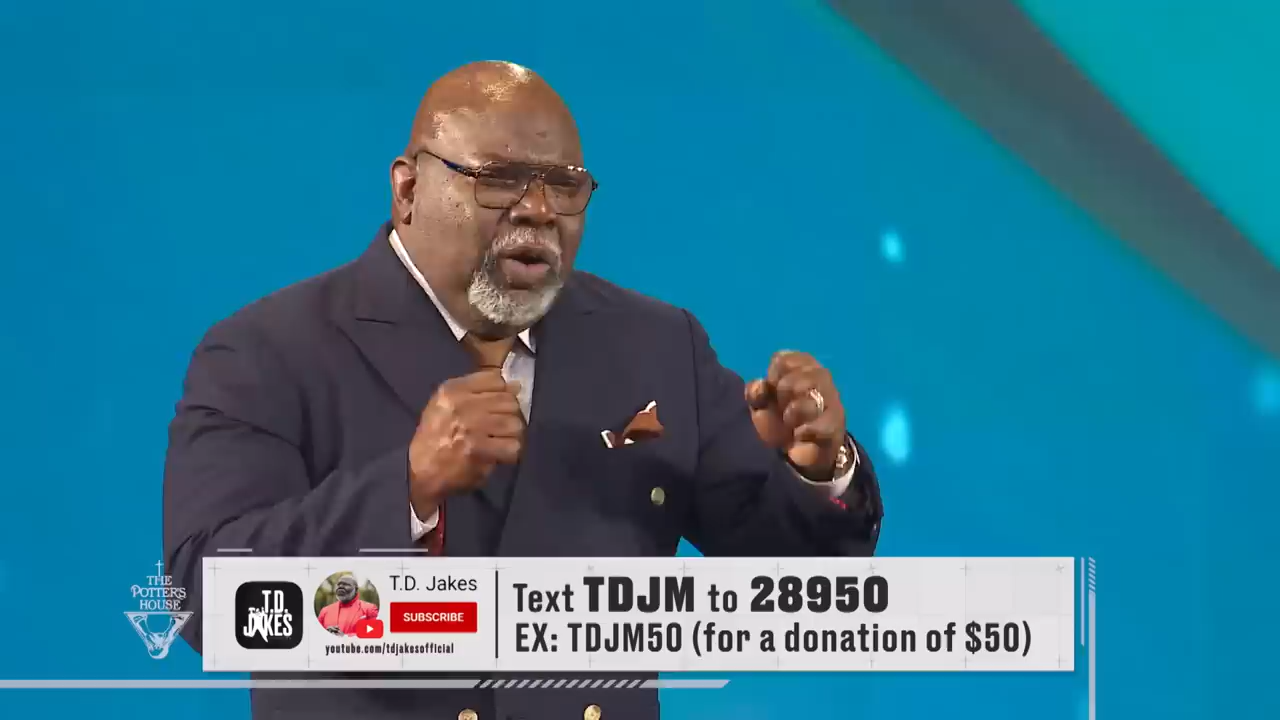 THE
POTTER'S
HOUSE
T.D.
JAKES
T.D. Jakes
SUBSCRIBE
youtube.com/tdjakesofficial
Text TDJM to 28950
EX: TDJM50 (for a donation of $50)